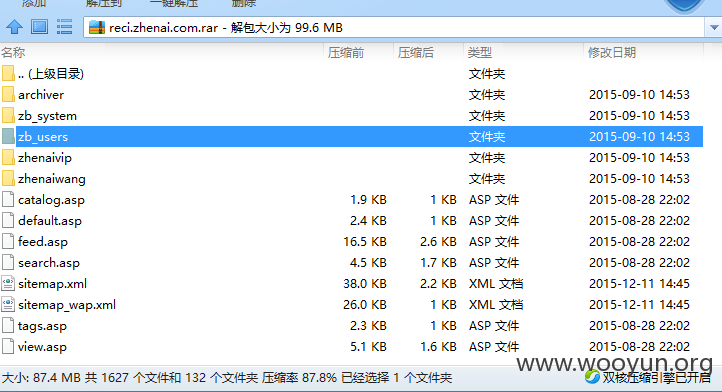 添加 解压到 一键解压 删除
reci.zhenai.com.rar - 解包大小为 99.6 MB
名称 压缩前 压缩后 类型 修改日期
.. (上级目录) 文件夹
archiver 文件夹 2015-09-10 14:53
zb_system 文件夹 2015-09-10 14:53
zb_users 文件夹 2015-09-10 14:53
zhenaivip 文件夹 2015-09-10 14:53
zhenaiwang 文件夹 2015-09-10 14:53
catalog.asp 1.9 KB 1 KB ASP 文件 2015-08-28 22:02
default.asp 2.4 KB 1 KB ASP 文件 2015-08-28 22:02
feed.asp 16.5 KB 2.6 KB ASP 文件 2015-08-28 22:02
search.asp 4.5 KB 1.7 KB ASP 文件 2015-08-28 22:02
sitemap.xml 38.0 KB 2.2 KB XML 文档 2015-12-11 14:45
sitemap_wap.xml 26.0 KB 1 KB XML 文档 2015-12-11 14:45
tags.asp 2.3 KB 1 KB ASP 文件 2015-08-28 22:02
view.asp 5.1 KB 1.6 KB ASP 文件 2015-08-28 22:02
www.wooyun.org
大小: 87.4 MB 共 1627 个文件和 132 个文件夹 压缩率 87.8% 已经选择 1 个文件夹 双核压缩引擎已开启